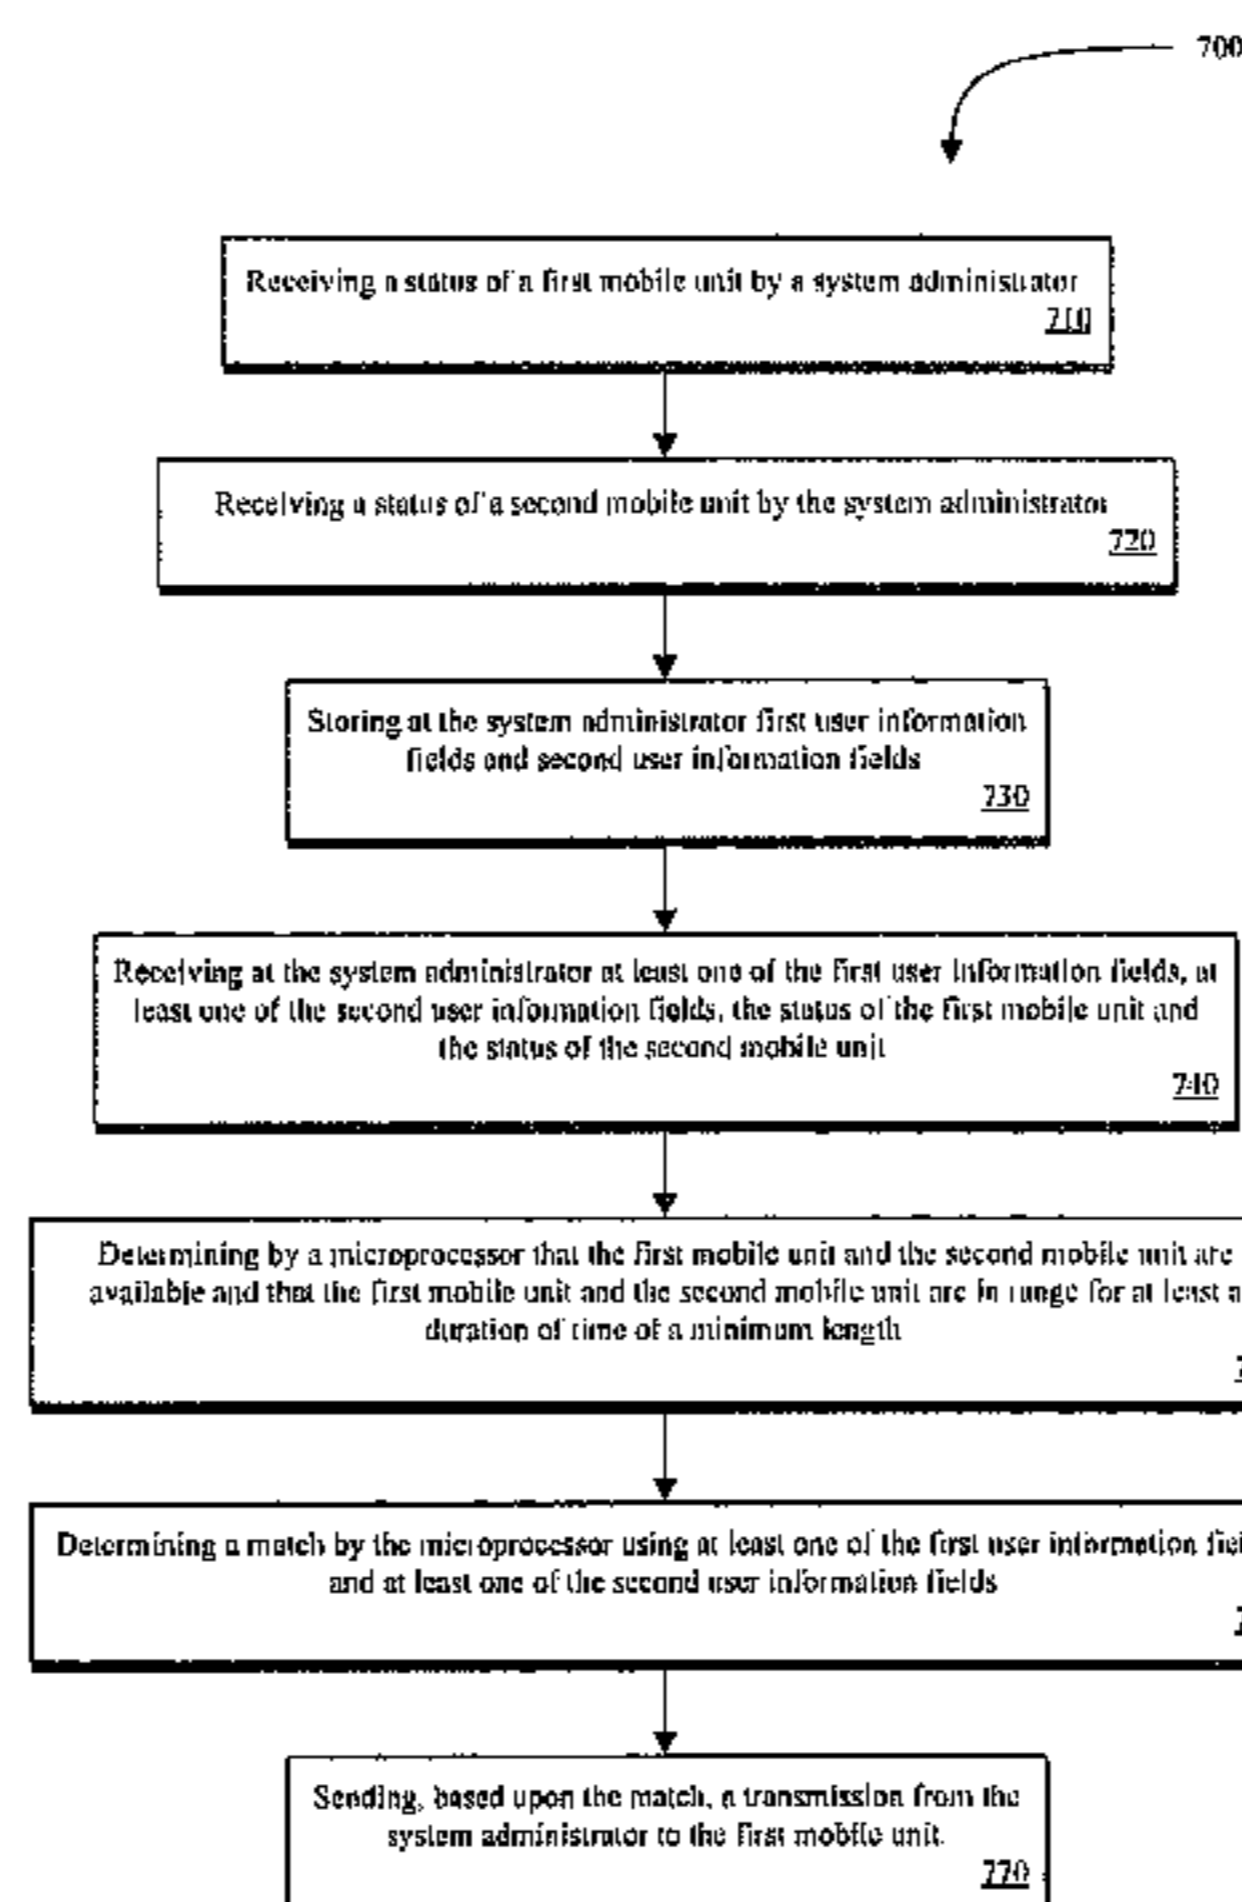 700
Receiving a status of a first mobile unit by a system administrator
710
Receiving a status of a second mobile unit by the system administrator
720
Storing at the system administrator first user information
fields and second user information fields
730
Receiving at the system administrator at least one of the first user information fields, at
least one of the second user information fields, the status of the first mobile unit and
the status of the second mobile unit
740
Determining by a microprocessor that the first mobile unit and the second mobile unit are
available and that the first mobile unit and the second mobile unit are in range for at least a
duration of time of a minimum length
7
Determining a match by the microprocessor using at least one of the first user information
and at least one of the second user information fields
7
Sending, based upon the match, a transmission from the
system administrator to the first mobile unit.
770